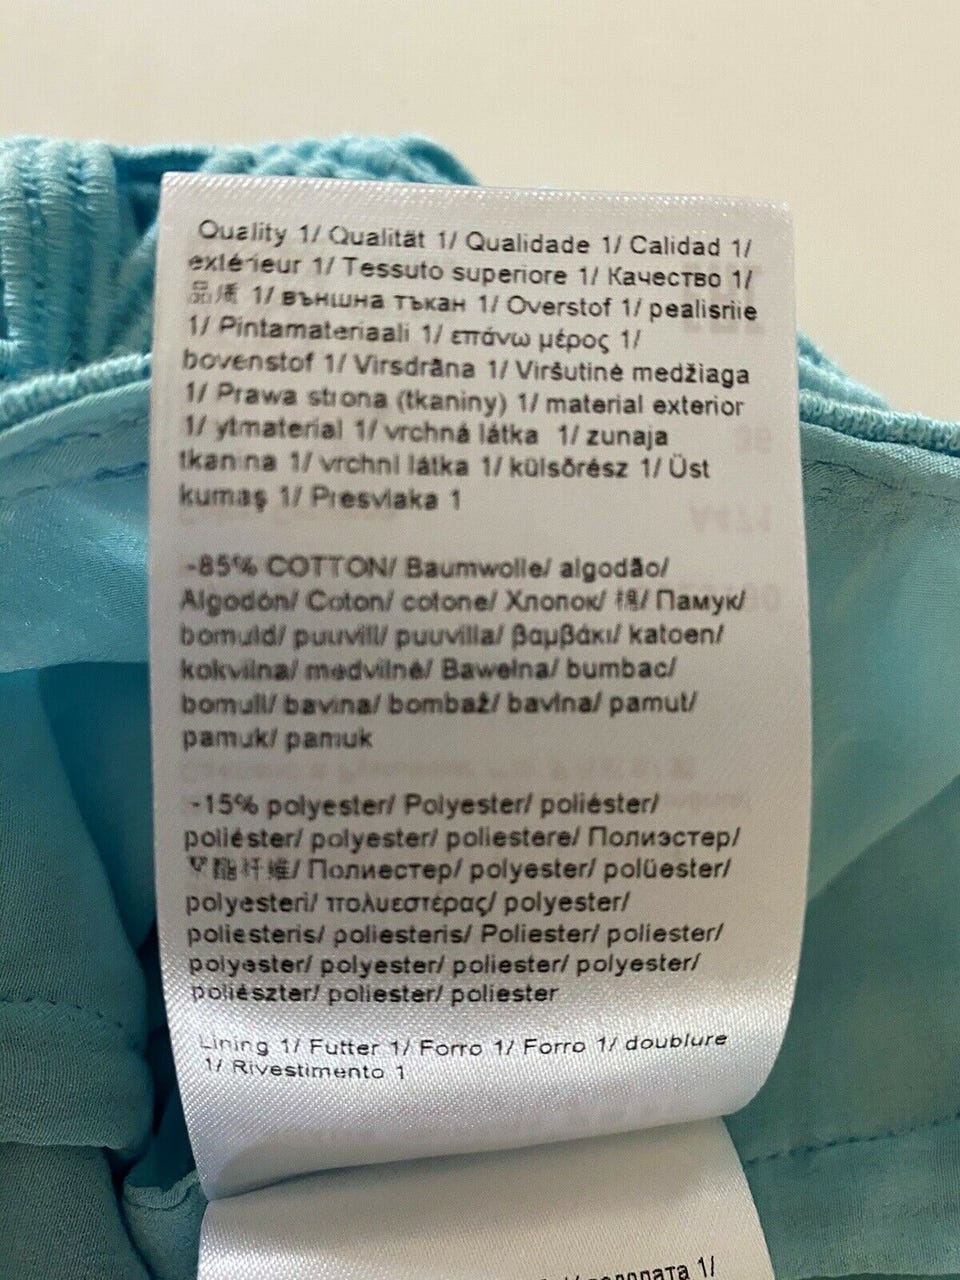 Quality 1/ Qualität 1/ Qualidade 1/ Calidad 1/
extérieur 1/ Tessuto superiore 1/ Качество 1/
品质 1/ външна тъкан 1/ Overstof 1/ pealisriie
1/ Pintamateriaali 1/ επάνω μέρος 1/
bovenstof 1/ Virsdrāna 1/ Viršutinė medžiaga
1/ Prawa strona (tkaniny) 1/ material exterior
1/ ytmaterial 1/ vrchná látka 1/ zunaja
tkanina 1/ vrchni látka 1/ külsőrész 1/ Üst
kumaş 1/ Presvlaka 1
-85% COTTON/ Baumwolle/ algodão/
Algodón/ Coton/ cotone/ Хлопок/ 棉/ Памук/
bomuld/ puuvill/ puuvilla/ βαμβάκι/ katoen/
kokvilna/ medvilnė/ Bawełna/ bumbac/
bomull/ bavina/ bombaž/ bavlna/ pamut/
pamuk/ pamuk
-15% polyester/ Polyester/ poliéster/
poliéster/ polyester/ poliestere/ Полиэстер/
聚酯纤维/ Полиестер/ polyester/ polüester/
polyesteri/ πολυεστέρας/ polyester/
poliesteris/ poliesteris/ Poliester/ poliester/
polyester/ polyester/ poliester/ polyester/
poliészter/ poliester/ poliester
Lining 1/ Futter 1/ Forro 1/ Forro 1/ doublure
1/ Rivestimento 1
1/